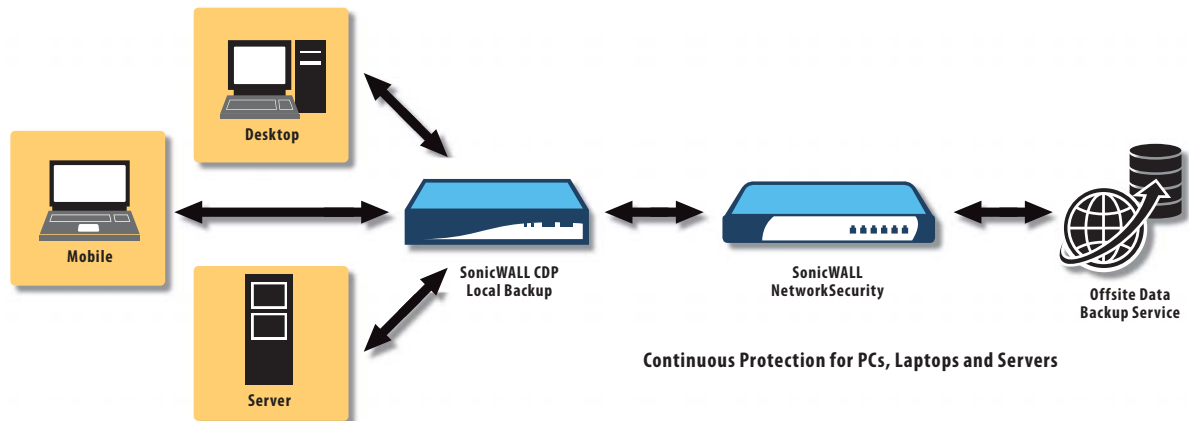 Desktop
Mobile
Server
SonicWALL CDP
Local Backup
SonicWALL
NetworkSecurity
Offsite Data
Backup Service
Continuous Protection for PCs, Laptops and Servers